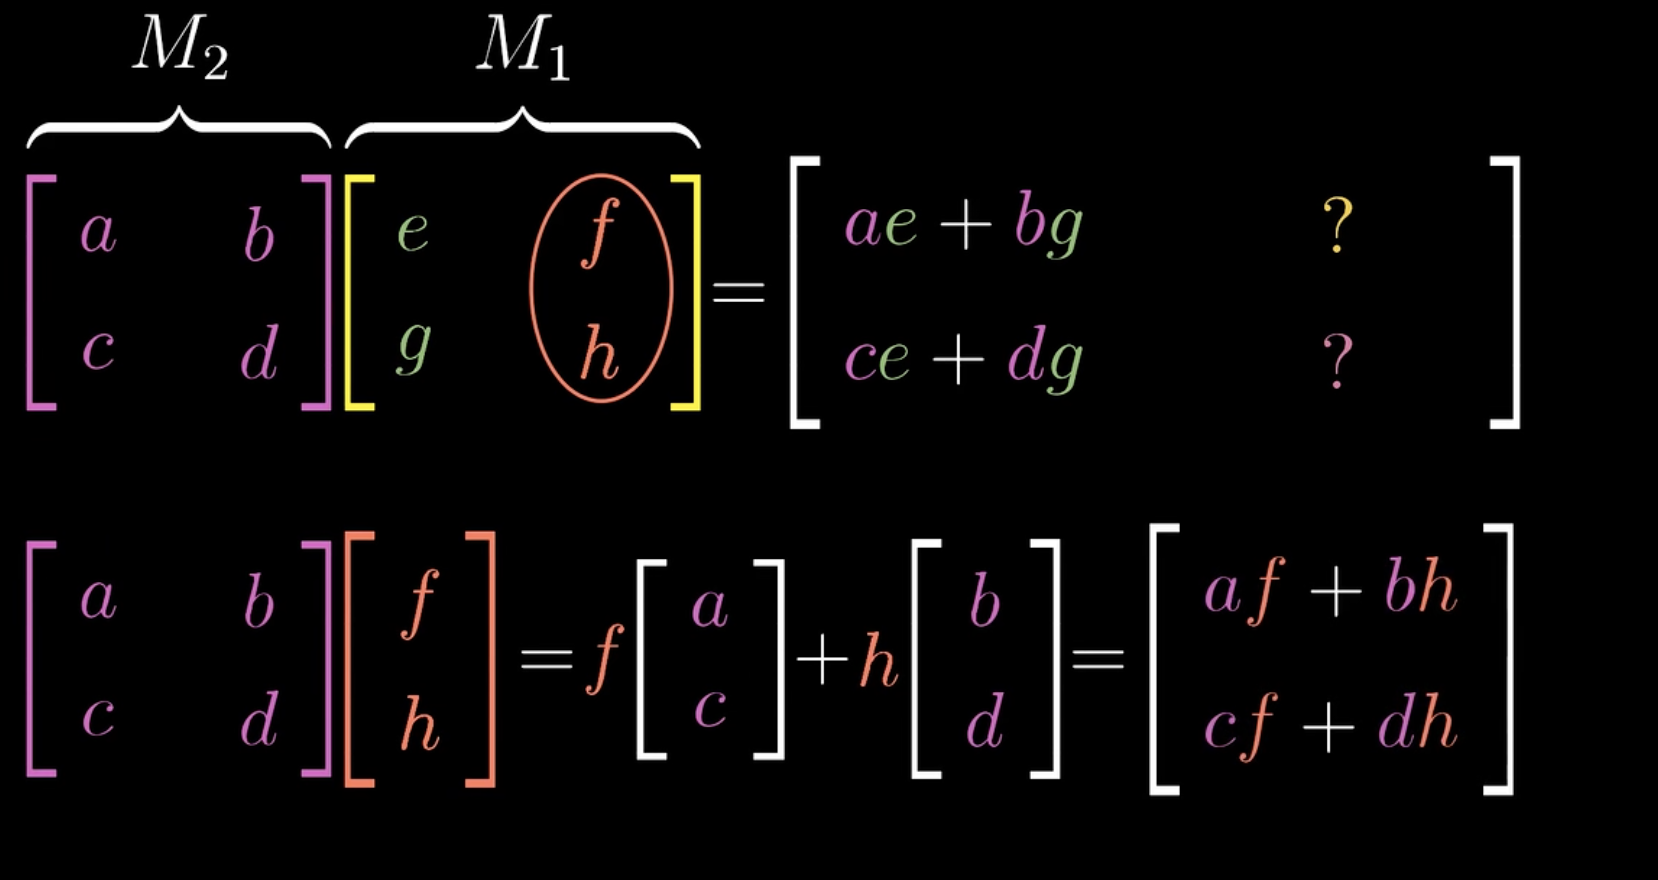 M₂ M₁
[a b; c d] [e f; g h] = [ae + bg ?; ce + dg ?]
[a b; c d] [f; h] = f [a; c] + h [b; d] = [af + bh; cf + dh]